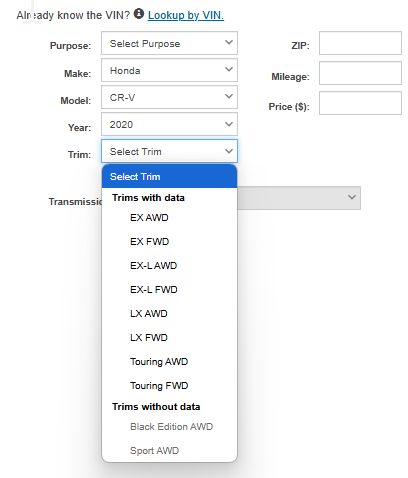 Already know the VIN? Lookup by VIN.
Purpose: Select Purpose ZIP:
Make: Honda Mileage:
Model: CR-V Price ($):
Year: 2020
Trim: Select Trim
Select Trim
Trims with data
EX AWD
Transmissio
EX FWD
EX-L AWD
EX-L FWD
LX AWD
LX FWD
Touring AWD
Touring FWD
Trims without data
Black Edition AWD
Sport AWD